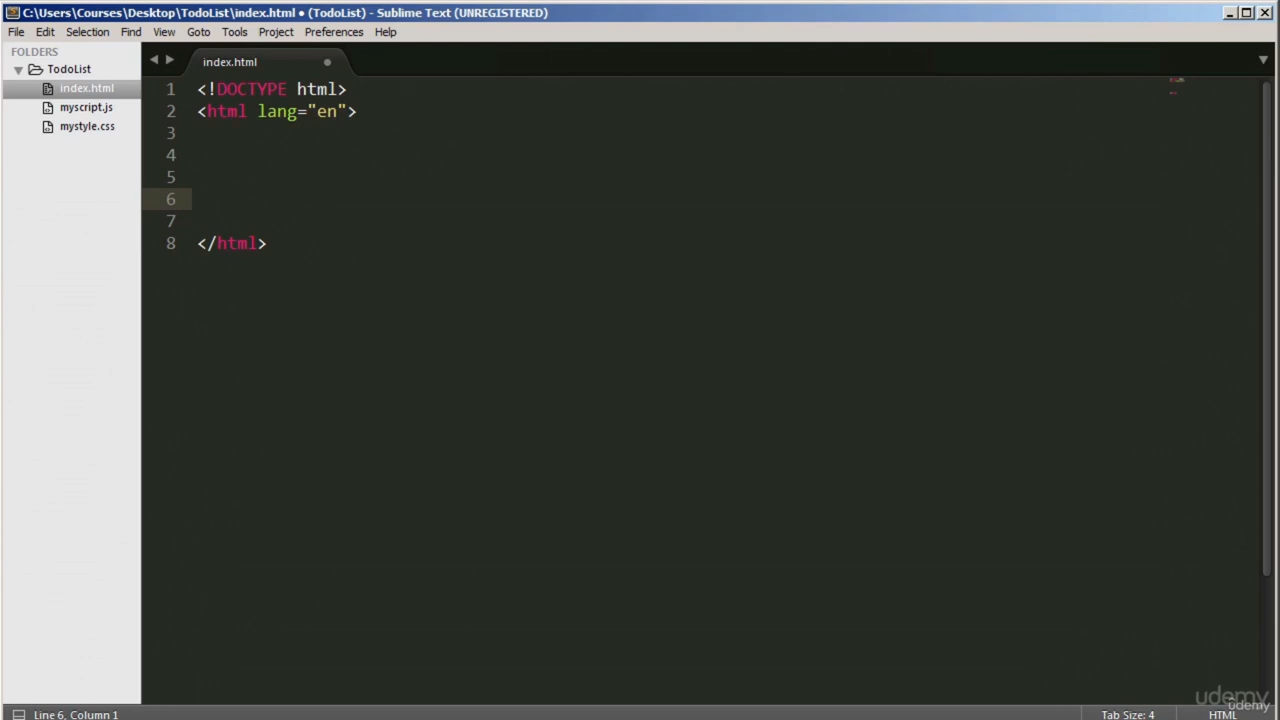 C:\Users\Courses\Desktop\TodoList\index.html • (TodoList) - Sublime Text (UNREGISTERED)
File Edit Selection Find View Goto Tools Project Preferences Help
FOLDERS
TodoList
index.html
myscript.js
mystyle.css
index.html
1 <!DOCTYPE html>
2 <html lang="en">
3
4
5
6
7
8 </html>
udemy
udemy
Line 6, Column 1
Tab Size: 4
HTML